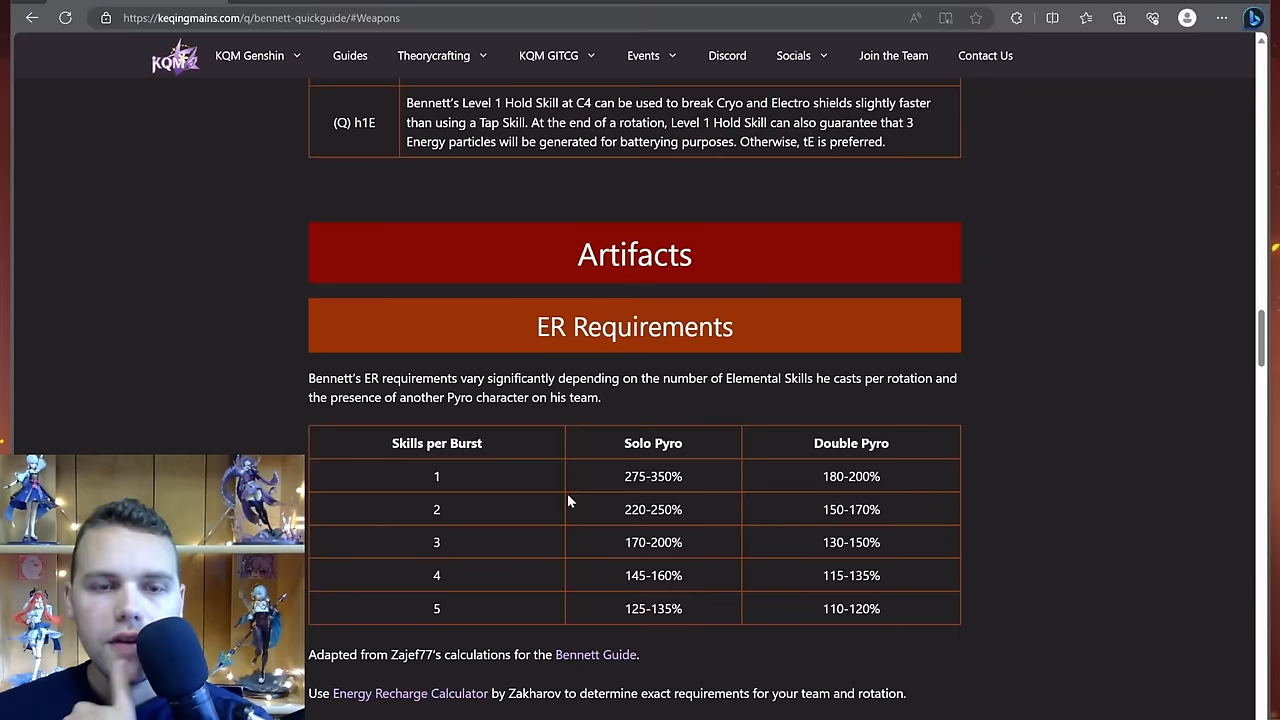 https://keqingmains.com/q/bennett-quickguide/#Weapons
KQM
KQM Genshin
Guides
Theorycrafting
KQM GITCG
Events
Discord
Socials
Join the Team
Contact Us
(Q) h1E
Bennett's Level 1 Hold Skill at C4 can be used to break Cryo and Electro shields slightly faster
than using a Tap Skill. At the end of a rotation, Level 1 Hold Skill can also guarantee that 3
Energy particles will be generated for batterying purposes. Otherwise, tE is preferred.
Artifacts
ER Requirements
Bennett's ER requirements vary significantly depending on the number of Elemental Skills he casts per rotation and
the presence of another Pyro character on his team.
Skills per Burst Solo Pyro Double Pyro
1 275-350% 180-200%
2 220-250% 150-170%
3 170-200% 130-150%
4 145-160% 115-135%
5 125-135% 110-120%
Adapted from Zajef77's calculations for the Bennett Guide.
Use Energy Recharge Calculator by Zakharov to determine exact requirements for your team and rotation.